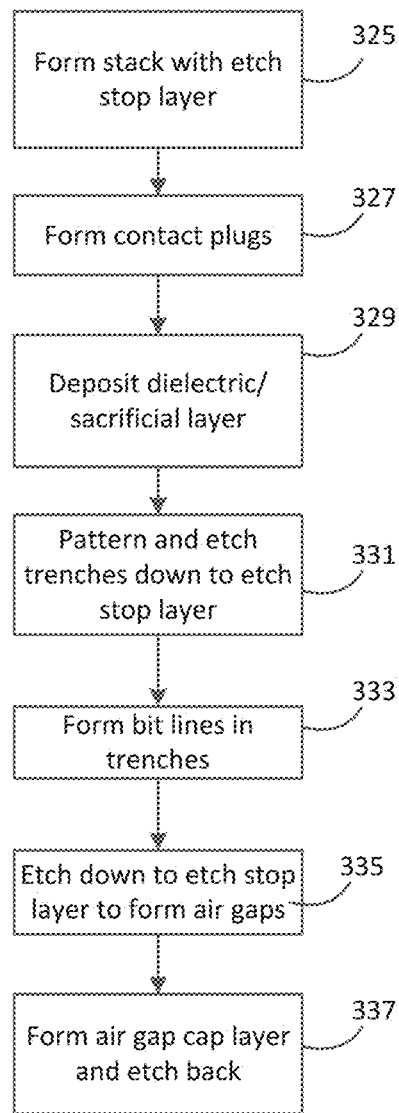 Form stack with etch
stop layer
325
Form contact plugs
327
Deposit dielectric/
sacrificial layer
329
Pattern and etch
trenches down to etch
stop layer
331
Form bit lines in
trenches
333
Etch down to etch stop
layer to form air gaps
335
Form air gap cap layer
and etch back
337